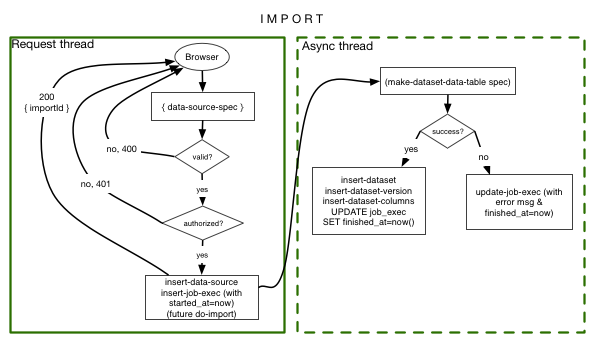 IMPORT
Request thread
Browser
{ data-source-spec }
valid?
no, 400
yes
authorized?
no, 401
yes
200
{ importId }
insert-data-source
insert-job-exec (with
started_at=now)
(future do-import)
Async thread
(make-dataset-data-table spec)
success?
yes
no
insert-dataset
insert-dataset-version
insert-dataset-columns
UPDATE job_exec
SET finished_at=now()
update-job-exec (with
error msg &
finished_at=now)